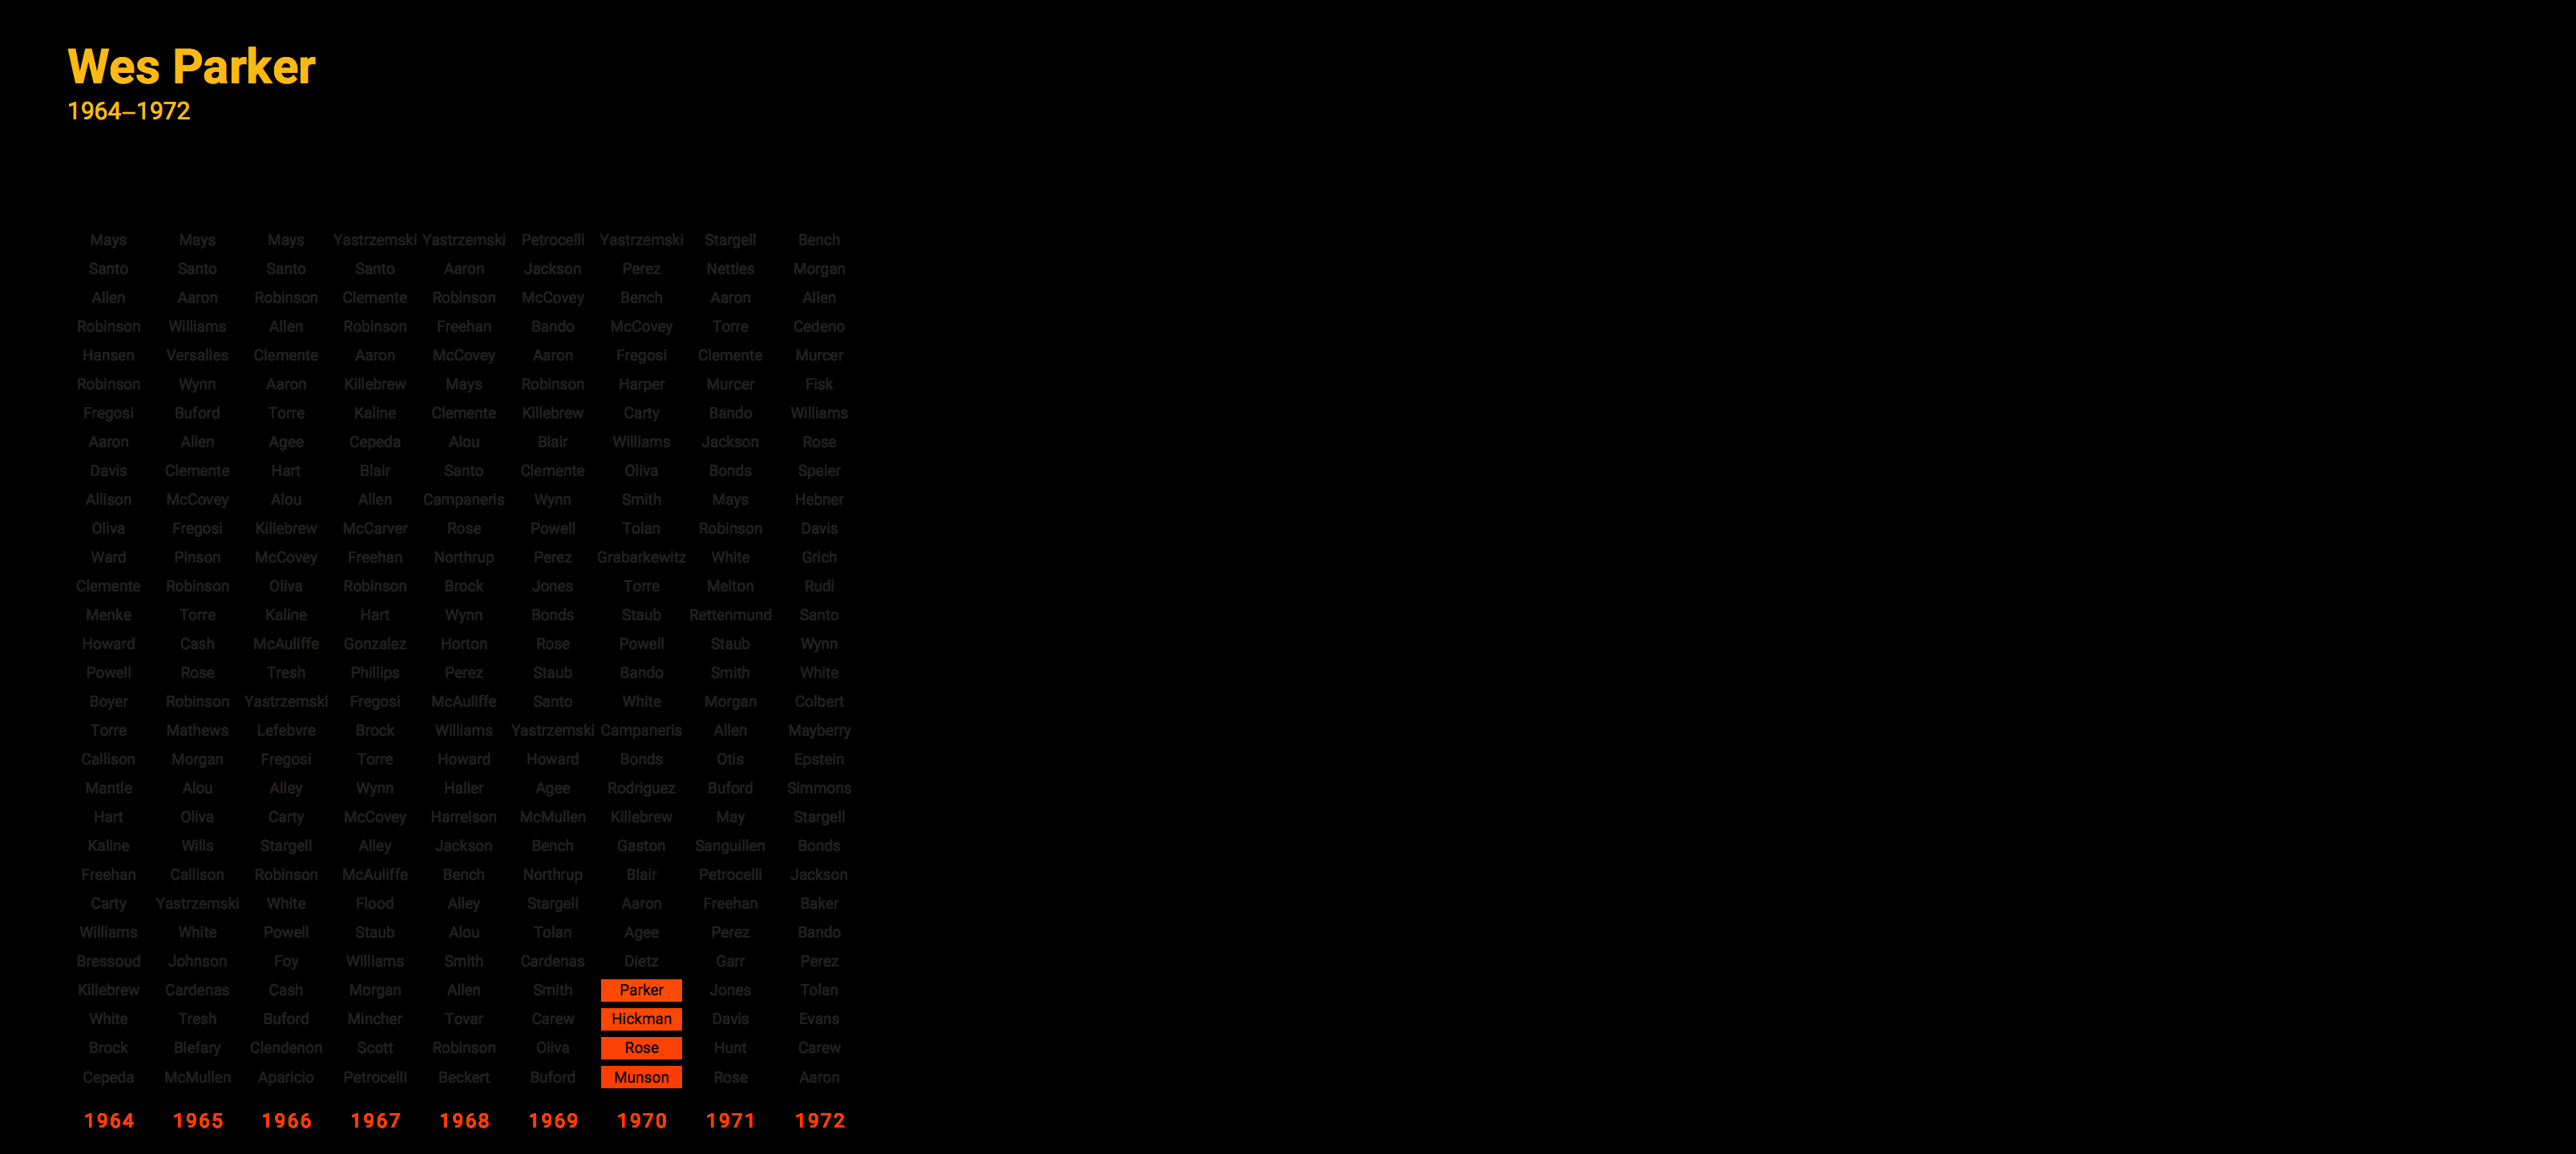 Wes Parker
1964–1972
Mays Mays Mays Yastrzemski Yastrzemski Petrocelli Yastrzemski Stargell Bench
Santo Santo Santo Santo Aaron Jackson Perez Nettles Morgan
Allen Aaron Robinson Clemente Robinson McCovey Bench Aaron Allen
Robinson Williams Allen Robinson Freehan Bando McCovey Torre Cedeno
Hansen Versalles Clemente Aaron McCovey Aaron Fregosi Clemente Murcer
Robinson Wynn Aaron Killebrew Mays Robinson Harper Murcer Fisk
Fregosi Buford Torre Kaline Clemente Killebrew Carty Bando Williams
Aaron Allen Agee Cepeda Alou Blair Williams Jackson Rose
Davis Clemente Hart Blair Santo Clemente Oliva Bonds Speier
Allison McCovey Alou Allen Campaneris Wynn Smith Mays Hebner
Oliva Fregosi Killebrew McCarver Rose Powell Tolan Robinson Davis
Ward Pinson McCovey Freehan Northrup Perez Grabarkewitz White Grich
Clemente Robinson Oliva Robinson Brock Jones Torre Melton Rudi
Menke Torre Kaline Hart Wynn Bonds Staub Rettenmund Santo
Howard Cash McAuliffe Gonzalez Horton Rose Powell Staub Wynn
Powell Rose Tresh Phillips Perez Staub Bando Smith White
Boyer Robinson Yastrzemski Fregosi McAuliffe Santo White Morgan Colbert
Torre Mathews Lefebvre Brock Williams Yastrzemski Campaneris Allen Mayberry
Callison Morgan Fregosi Torre Howard Howard Bonds Otis Epstein
Mantle Alou Alley Wynn Haller Agee Rodriguez Buford Simmons
Hart Oliva Carty McCovey Harrelson McMullen Killebrew May Stargell
Kaline Wills Stargell Alley Jackson Bench Gaston Sanguillen Bonds
Freehan Callison Robinson McAuliffe Bench Northrup Blair Petrocelli Jackson
Carty Yastrzemski White Flood Alley Stargell Aaron Freehan Baker
Williams White Powell Staub Alou Tolan Agee Perez Bando
Bressoud Johnson Foy Williams Smith Cardenas Dietz Garr Perez
Killebrew Cardenas Cash Morgan Allen Smith Parker Jones Tolan
White Tresh Buford Mincher Tovar Carew Hickman Davis Evans
Brock Blefary Clendenon Scott Robinson Oliva Rose Hunt Carew
Cepeda McMullen Aparicio Petrocelli Beckert Buford Munson Rose Aaron
1964 1965 1966 1967 1968 1969 1970 1971 1972